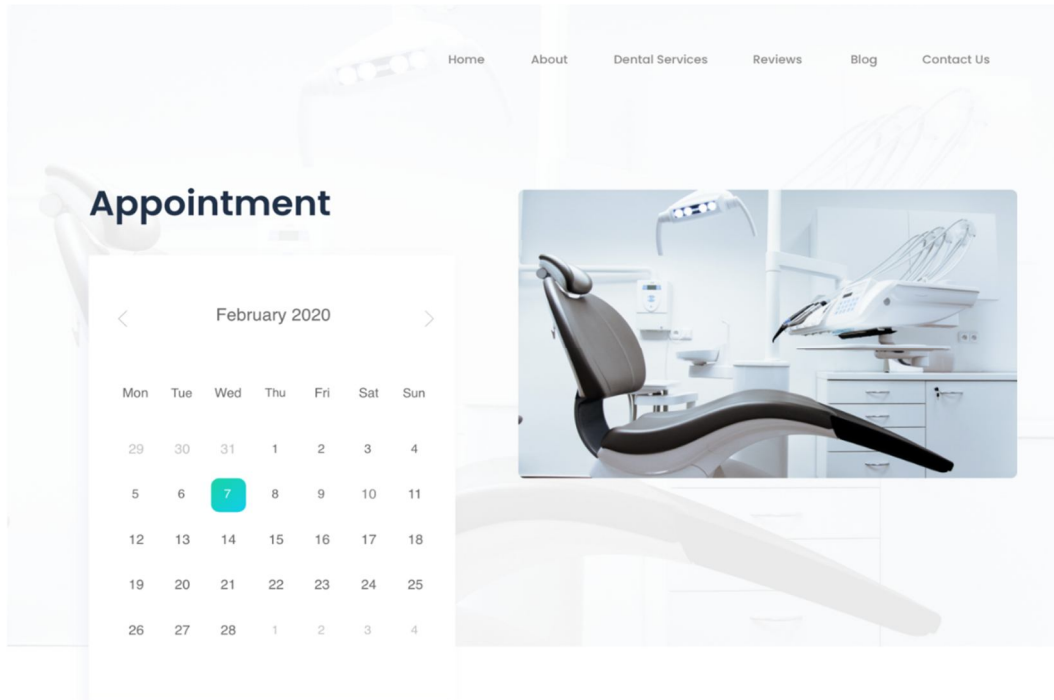 Home About Dental Services Reviews Blog Contact Us
Appointment
February 2020
Mon Tue Wed Thu Fri Sat Sun
29 30 31 1 2 3 4
5 6 7 8 9 10 11
12 13 14 15 16 17 18
19 20 21 22 23 24 25
26 27 28 1 2 3 4